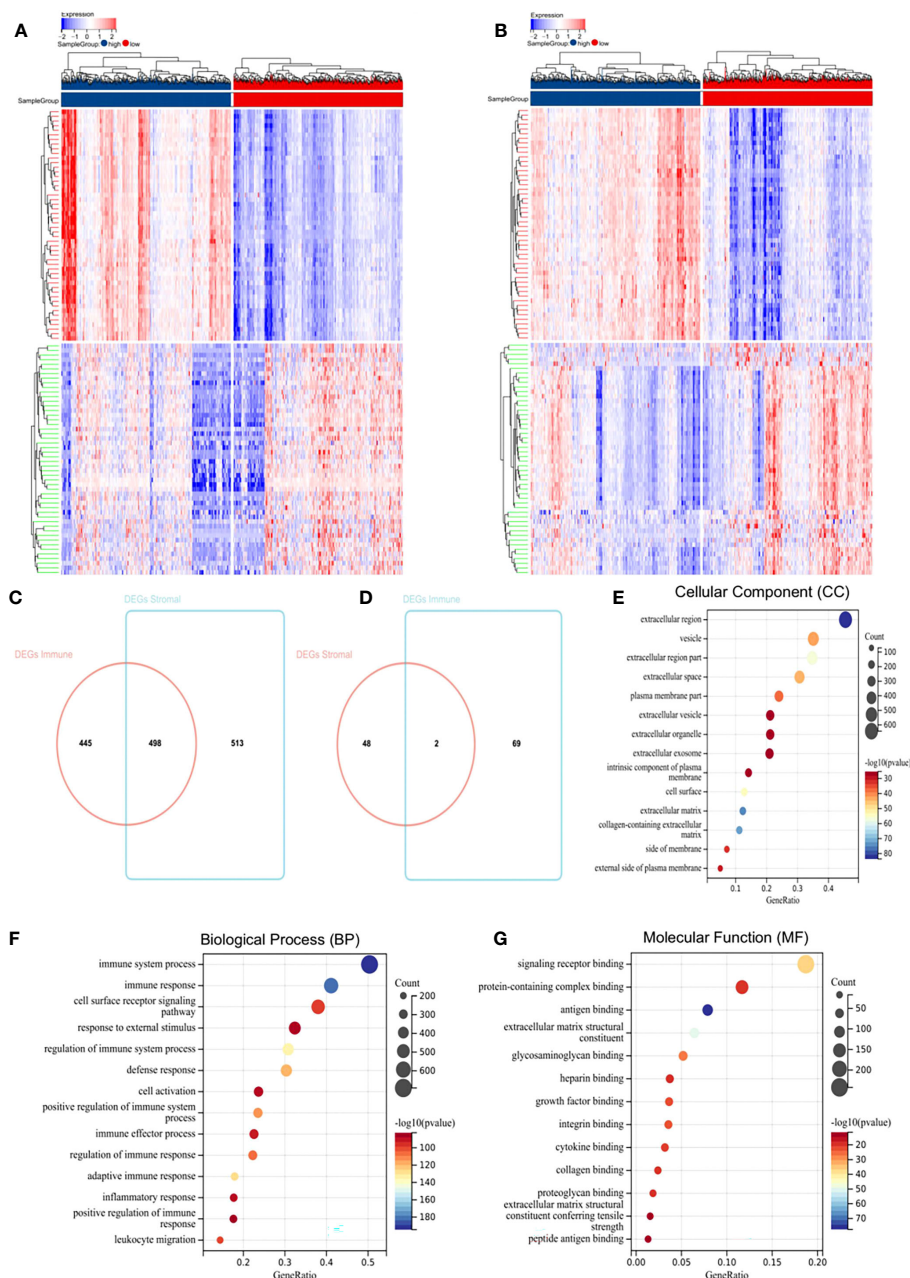 A
Expression
-2 -1 0 1 2
SampleGroup: high low
SampleGroup
B
Expression
-2 -1 0 1 2
SampleGroup: high low
SampleGroup
C
DEGs Stromal
DEGs Immune
445
498
513
D
DEGs Immune
DEGs Stromal
48
2
69
E
Cellular Component (CC)
extracellular region
vesicle
extracellular region part
extracellular space
plasma membrane part
extracellular vesicle
extracellular organelle
extracellular exosome
intrinsic component of plasma
membrane
cell surface
extracellular matrix
collagen-containing extracellular
matrix
side of membrane
external side of plasma membrane
0.1 0.2 0.3 0.4
GeneRatio
Count
100
200
300
400
500
600
-log10(pvalue)
30
40
50
60
70
80
F
Biological Process (BP)
immune system process
immune response
cell surface receptor signaling
pathway
response to external stimulus
regulation of immune system process
defense response
cell activation
positive regulation of immune system
process
immune effector process
regulation of immune response
adaptive immune response
inflammatory response
positive regulation of immune
response
leukocyte migration
0.2 0.3 0.4 0.5
GeneRatio
Count
200
300
400
500
600
-log10(pvalue)
100
120
140
160
180
G
Molecular Function (MF)
signaling receptor binding
protein-containing complex binding
antigen binding
extracellular matrix structural
constituent
glycosaminoglycan binding
heparin binding
growth factor binding
integrin binding
cytokine binding
collagen binding
proteoglycan binding
extracellular matrix structural
constituent conferring tensile
strength
peptide antigen binding
0.00 0.05 0.10 0.15 0.20
GeneRatio
Count
50
100
150
200
-log10(pvalue)
20
30
40
50
60
70